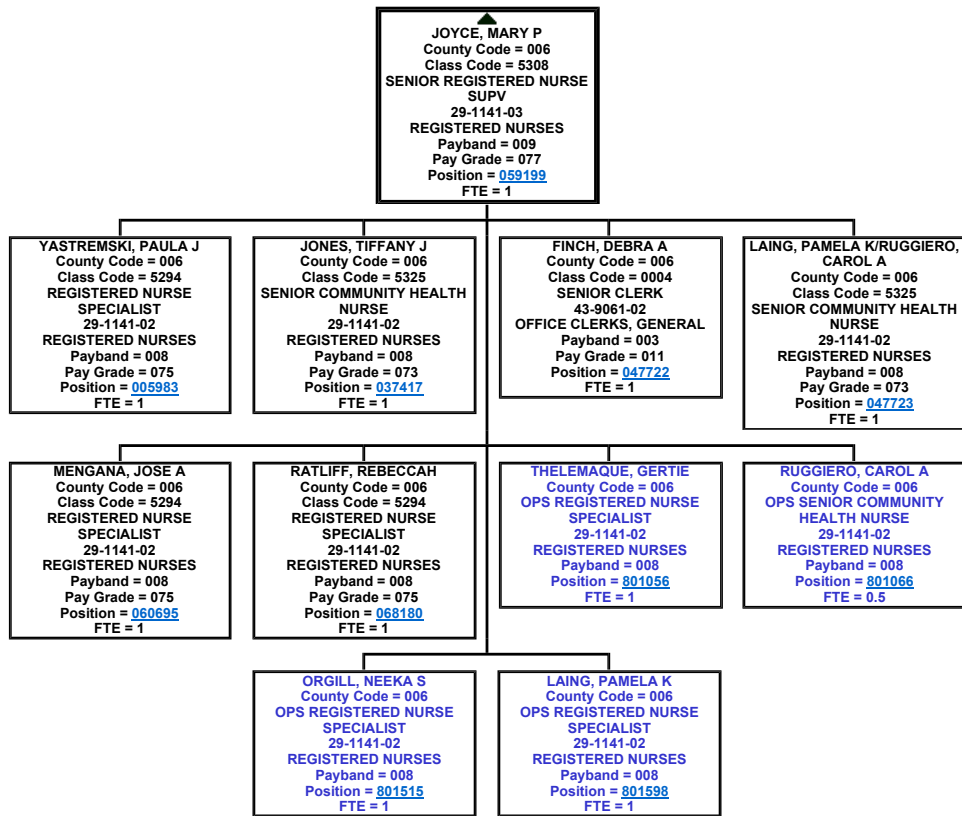 JOYCE, MARY P
County Code = 006
Class Code = 5308
SENIOR REGISTERED NURSE
SUPV
29-1141-03
REGISTERED NURSES
Payband = 009
Pay Grade = 077
Position = 059199
FTE = 1
YASTREMSKI, PAULA J
County Code = 006
Class Code = 5294
REGISTERED NURSE
SPECIALIST
29-1141-02
REGISTERED NURSES
Payband = 008
Pay Grade = 075
Position = 005983
FTE = 1
JONES, TIFFANY J
County Code = 006
Class Code = 5325
SENIOR COMMUNITY HEALTH
NURSE
29-1141-02
REGISTERED NURSES
Payband = 008
Pay Grade = 073
Position = 037417
FTE = 1
FINCH, DEBRA A
County Code = 006
Class Code = 0004
SENIOR CLERK
43-9061-02
OFFICE CLERKS, GENERAL
Payband = 003
Pay Grade = 011
Position = 047722
FTE = 1
LAING, PAMELA K/RUGGIERO,
CAROL A
County Code = 006
Class Code = 5325
SENIOR COMMUNITY HEALTH
NURSE
29-1141-02
REGISTERED NURSES
Payband = 008
Pay Grade = 073
Position = 047723
FTE = 1
MENGANA, JOSE A
County Code = 006
Class Code = 5294
REGISTERED NURSE
SPECIALIST
29-1141-02
REGISTERED NURSES
Payband = 008
Pay Grade = 075
Position = 060695
FTE = 1
RATLIFF, REBECCAH
County Code = 006
Class Code = 5294
REGISTERED NURSE
SPECIALIST
29-1141-02
REGISTERED NURSES
Payband = 008
Pay Grade = 075
Position = 068180
FTE = 1
THELEMAQUE, GERTIE
County Code = 006
OPS REGISTERED NURSE
SPECIALIST
29-1141-02
REGISTERED NURSES
Payband = 008
Position = 801056
FTE = 1
RUGGIERO, CAROL A
County Code = 006
OPS SENIOR COMMUNITY
HEALTH NURSE
29-1141-02
REGISTERED NURSES
Payband = 008
Position = 801066
FTE = 0.5
ORGILL, NEEKA S
County Code = 006
OPS REGISTERED NURSE
SPECIALIST
29-1141-02
REGISTERED NURSES
Payband = 008
Position = 801515
FTE = 1
LAING, PAMELA K
County Code = 006
OPS REGISTERED NURSE
SPECIALIST
29-1141-02
REGISTERED NURSES
Payband = 008
Position = 801598
FTE = 1